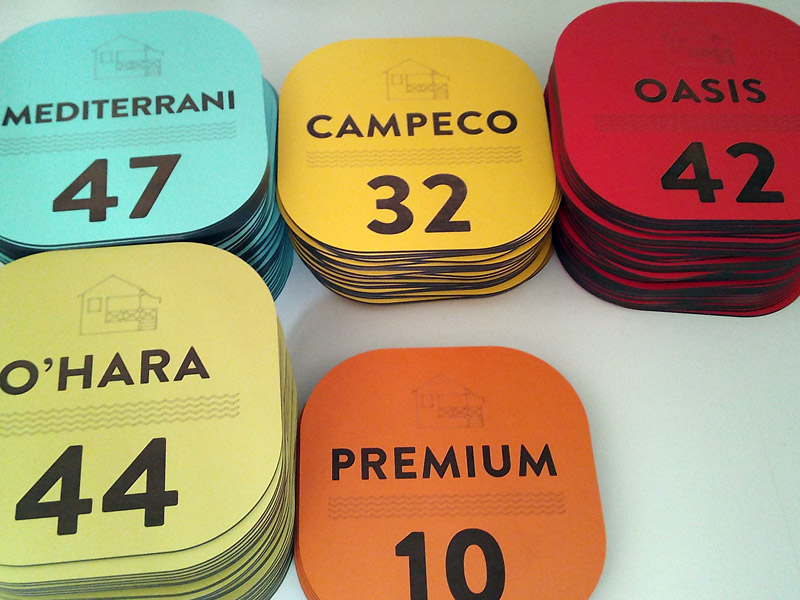 MEDITERRANI
47
CAMPECO
32
OASIS
42
O'HARA
44
PREMIUM
10